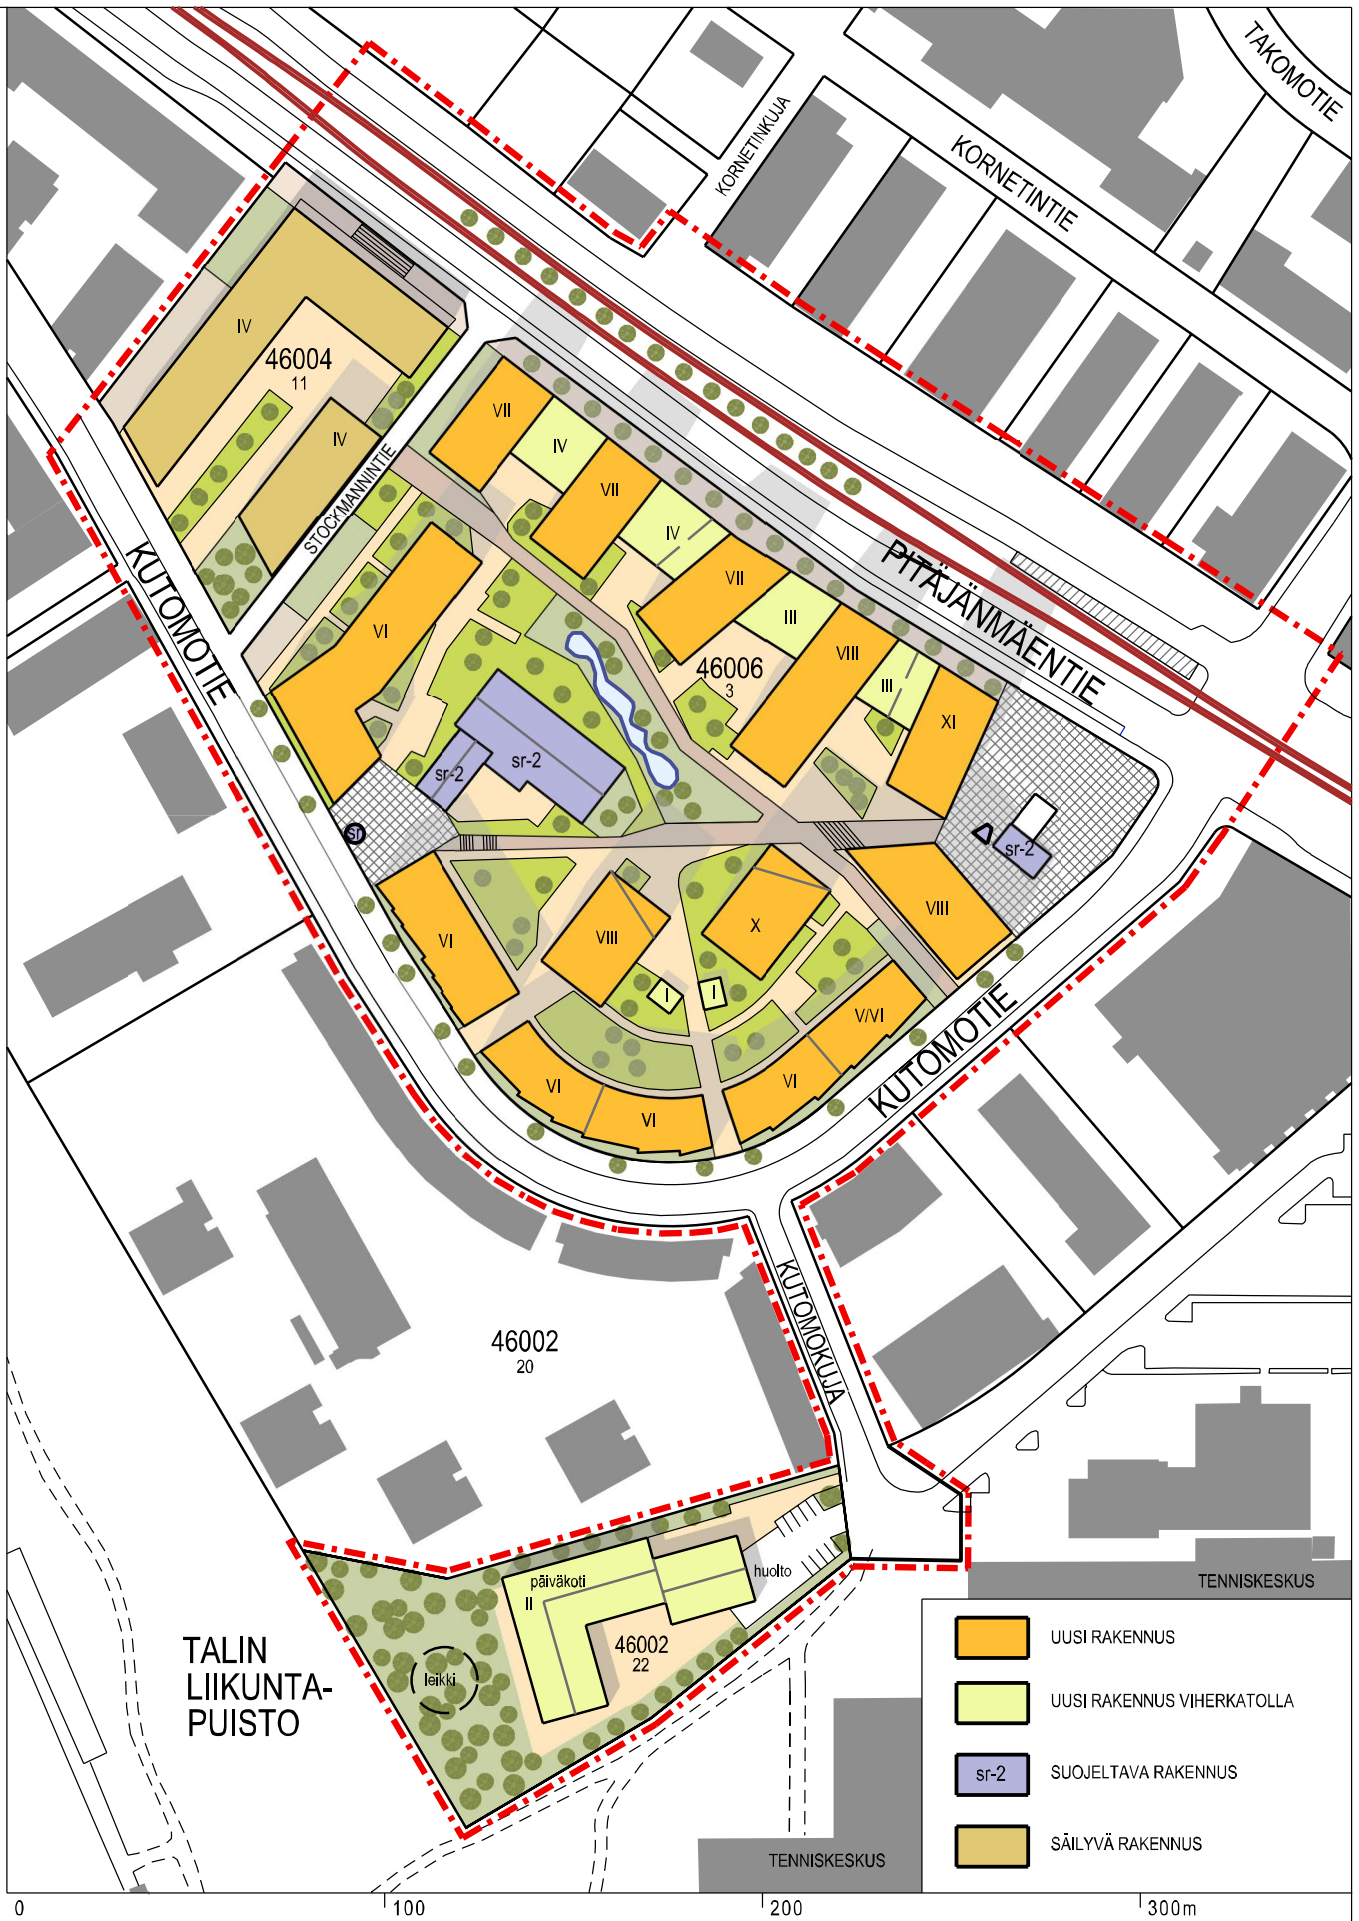 TAKOMOTIE
KORNETINKUJA
KORNETINTIE
IV
46004
11
IV
STOCKMANNINTIE
VII
IV
VII
IV
VII
III
VIII
III
XI
PITÄJÄNMÄENTIE
KUTOMOTIE
VI
46006
3
sr-2
sr-2
sr
sr-2
VI
VIII
X
VIII
I
I
V/VI
VI
VI
VI
KUTOMOTIE
KUTOMOKUJA
46002
20
päiväkoti
II
huolto
46002
22
leikki
TALIN
LIIKUNTA-
PUISTO
TENNISKESKUS
TENNISKESKUS
UUSI RAKENNUS
UUSI RAKENNUS VIHERKATOLLA
sr-2
SUOJELTAVA RAKENNUS
SÄILYVÄ RAKENNUS
0
100
200
300m